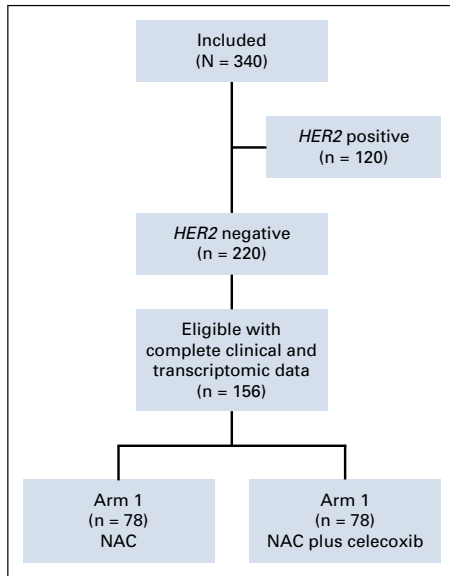 Included
(N = 340)
HER2 positive
(n = 120)
HER2 negative
(n = 220)
Eligible with
complete clinical and
transcriptomic data
(n = 156)
Arm 1
(n = 78)
NAC
Arm 1
(n = 78)
NAC plus celecoxib